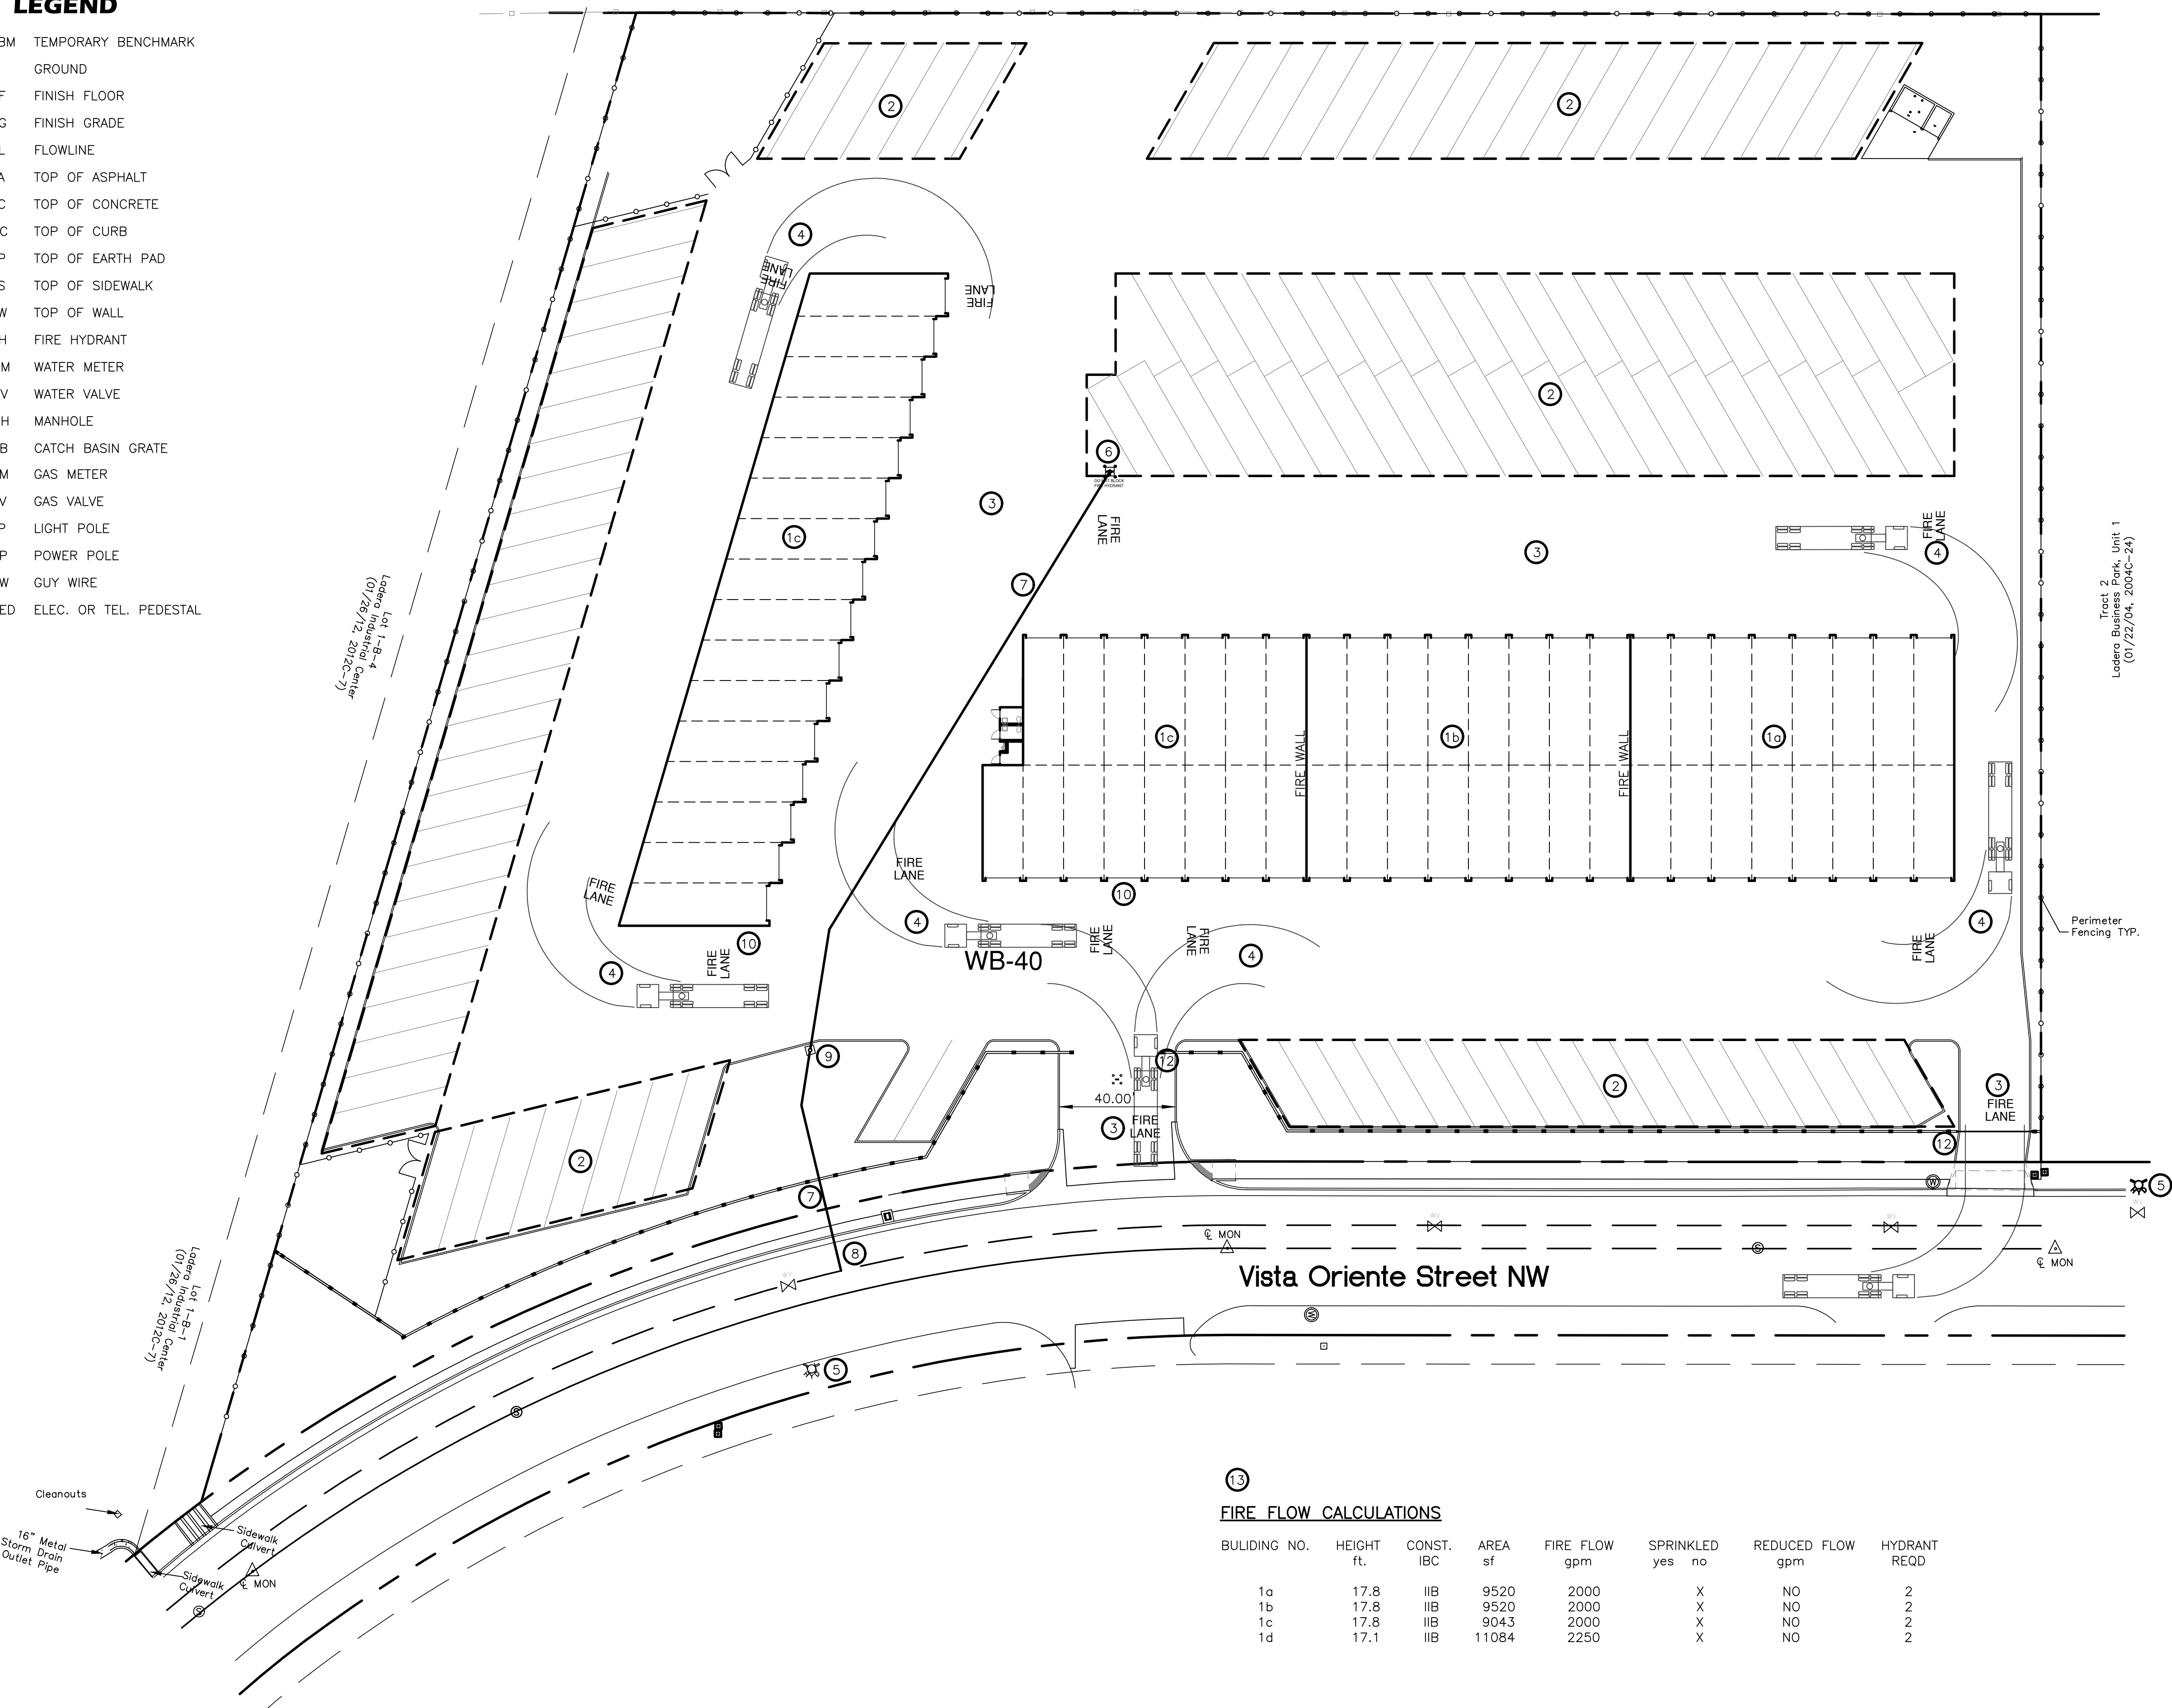 LEGEND
BM TEMPORARY BENCHMARK
GROUND
F FINISH FLOOR
G FINISH GRADE
L FLOWLINE
A TOP OF ASPHALT
C TOP OF CONCRETE
C TOP OF CURB
P TOP OF EARTH PAD
S TOP OF SIDEWALK
W TOP OF WALL
H FIRE HYDRANT
M WATER METER
V WATER VALVE
H MANHOLE
B CATCH BASIN GRATE
M GAS METER
V GAS VALVE
P LIGHT POLE
P POWER POLE
W GUY WIRE
ED ELEC. OR TEL. PEDESTAL
2
2
4
FIRE
LANE
FIRE
LANE
2
6
DO NOT BLOCK
FIRE HYDRANT
3
FIRE
LANE
1c
3
FIRE
LANE
4
7
Tract 2
Ladera Business Park, Unit 1
(01/22/04, 2004C-24)
Lot 1-B-4
Ladera Industrial Center
(01/26/12, 2012C-7)
1c
FIRE WALL
1b
FIRE WALL
1a
FIRE
LANE
FIRE
LANE
10
4
10
4
FIRE
LANE
WB-40
FIRE
LANE
FIRE
LANE
4
4
FIRE
LANE
Perimeter
Fencing TYP.
FIRE
LANE
9
12
2
3
FIRE
LANE
40.00'
3
FIRE
LANE
2
12
7
W
5
WV
8
WV
℄ MON
WV
WV
S
℄ MON
Vista Oriente Street NW
W
5
S
Lot 1-B-1
Ladera Industrial Center
(01/26/12, 2012C-7)
Cleanouts
16" Metal
Storm Drain
Outlet Pipe
Sidewalk
Culvert
Sidewalk
Culvert
℄ MON
S
13
FIRE FLOW CALCULATIONS
BULIDING NO. HEIGHT CONST. AREA FIRE FLOW SPRINKLED REDUCED FLOW HYDRANT
ft. IBC sf gpm yes no gpm REQD
1a 17.8 IIB 9520 2000 X NO 2
1b 17.8 IIB 9520 2000 X NO 2
1c 17.8 IIB 9043 2000 X NO 2
1d 17.1 IIB 11084 2250 X NO 2